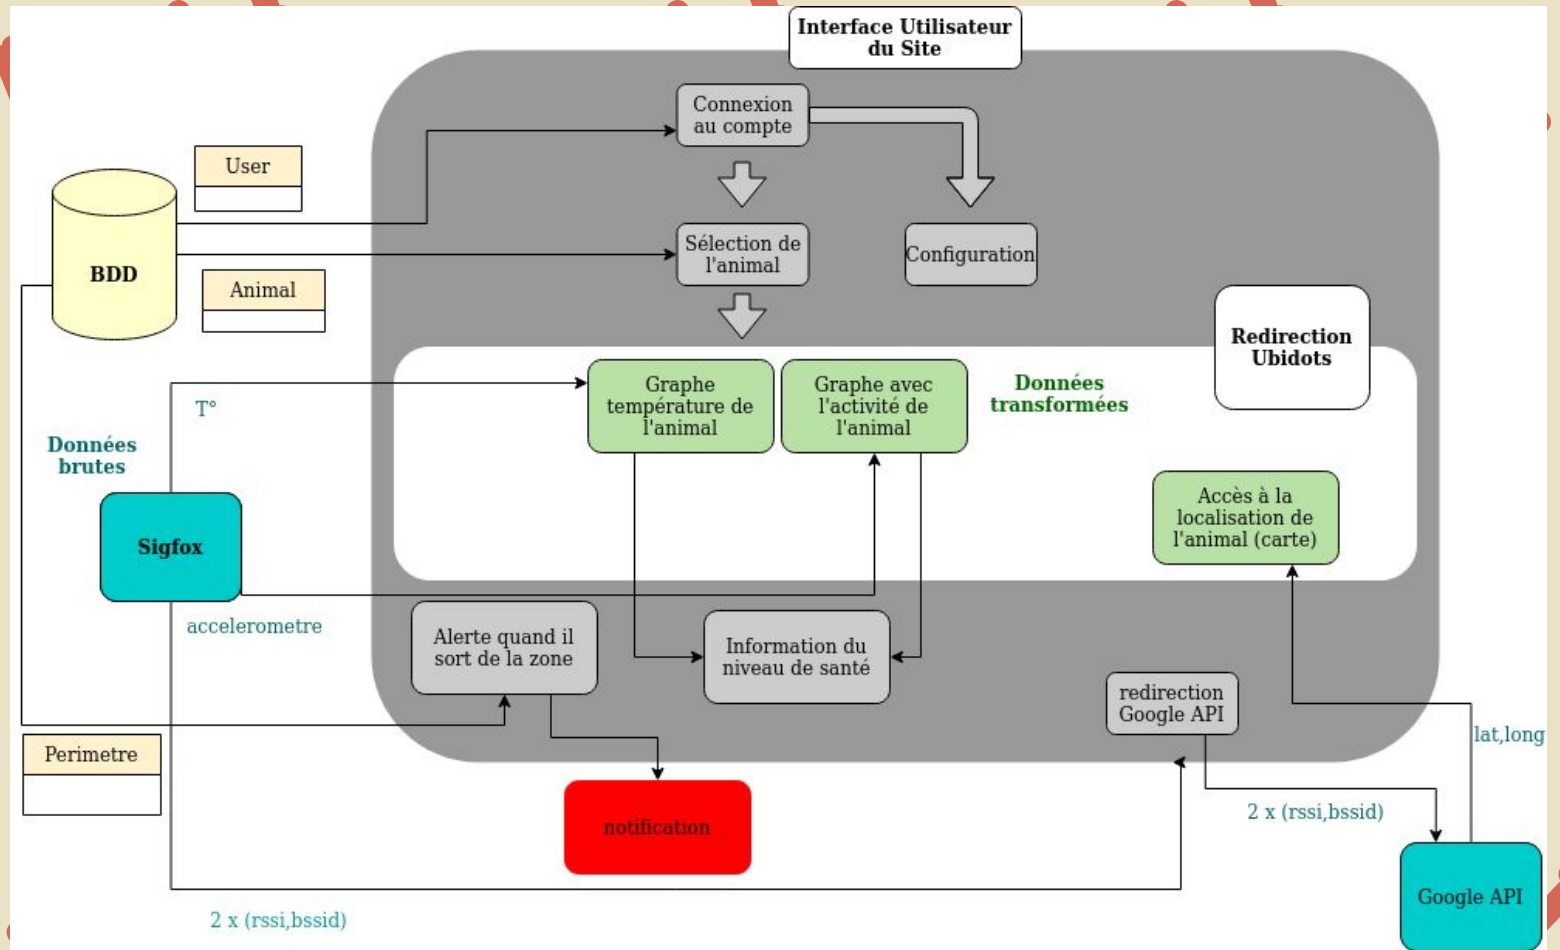 Interface Utilisateur
du Site
Connexion
au compte
User
BDD
Sélection de
l'animal
Configuration
Animal
Redirection
Ubidots
Graphe
température de
l'animal
Graphe avec
l'activité de
l'animal
Données
transformées
T°
Données
brutes
Sigfox
Accès à la
localisation de
l'animal (carte)
accelerometre
Alerte quand il
sort de la zone
Information du
niveau de santé
redirection
Google API
lat,long
Perimetre
notification
2 x (rssi,bssid)
Google API
2 x (rssi,bssid)